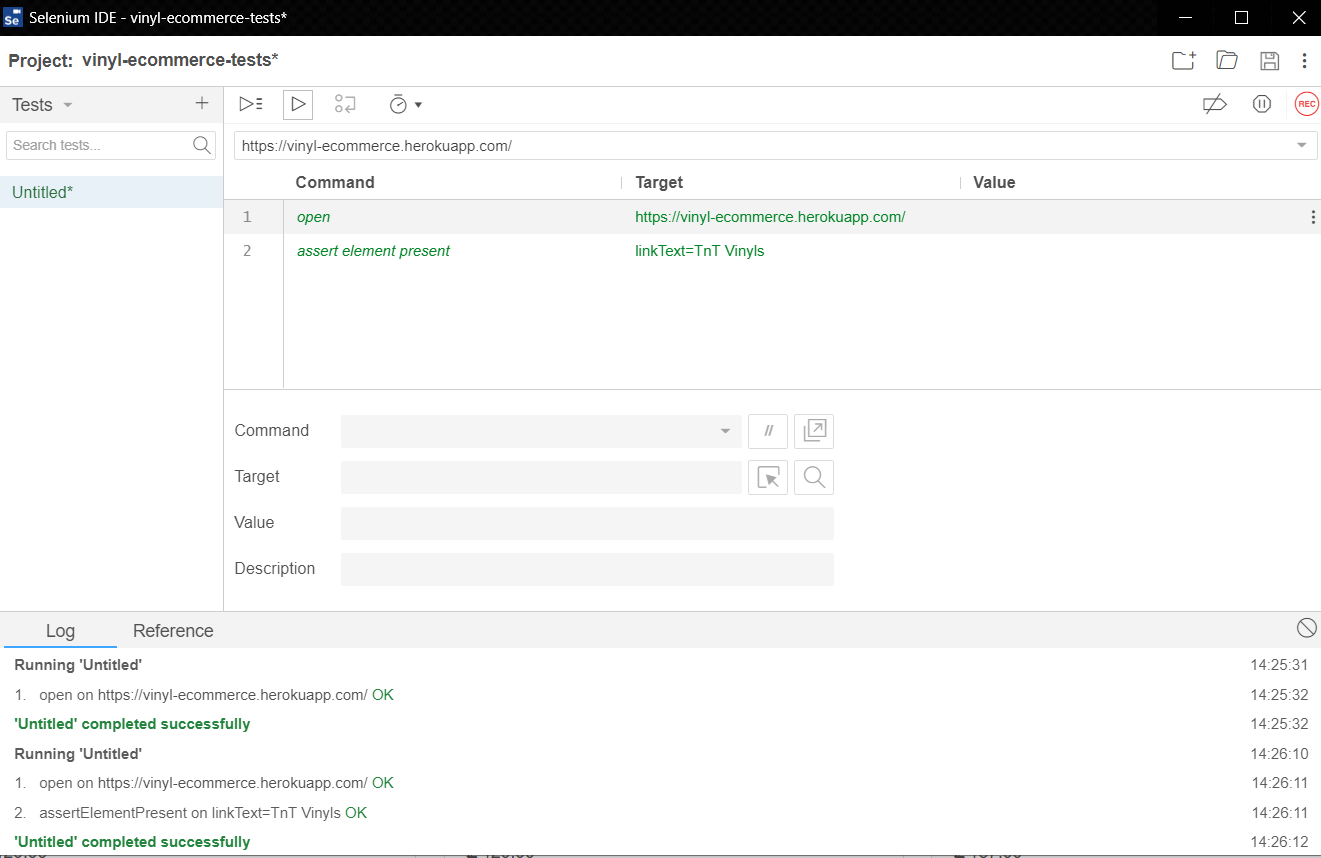 Se Selenium IDE - vinyl-ecommerce-tests*
Project: vinyl-ecommerce-tests*
Tests
REC
Search tests...
https://vinyl-ecommerce.herokuapp.com/
Untitled*
Command Target Value
1 open https://vinyl-ecommerce.herokuapp.com/
2 assert element present linkText=TnT Vinyls
Command //
Target
Value
Description
Log Reference
Running 'Untitled' 14:25:31
1. open on https://vinyl-ecommerce.herokuapp.com/ OK 14:25:32
'Untitled' completed successfully 14:25:32
Running 'Untitled' 14:26:10
1. open on https://vinyl-ecommerce.herokuapp.com/ OK 14:26:11
2. assertElementPresent on linkText=TnT Vinyls OK 14:26:11
'Untitled' completed successfully 14:26:12